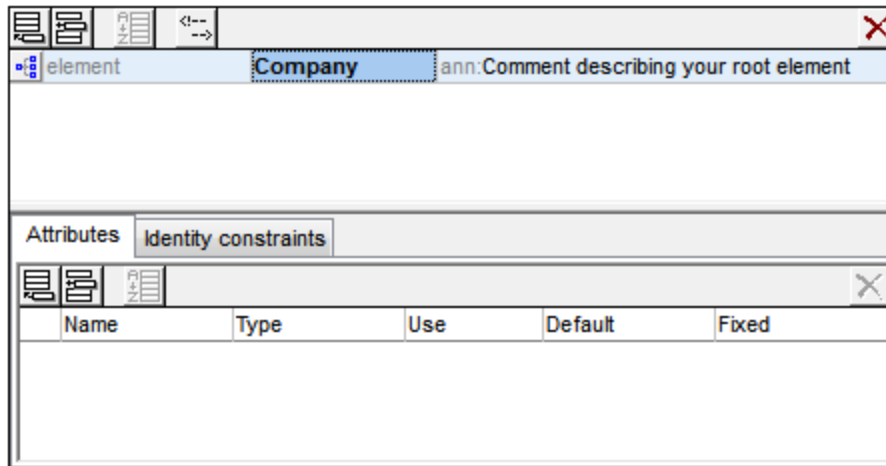 <!-- -->
element Company ann:Comment describing your root element
Attributes Identity constraints
Name Type Use Default Fixed